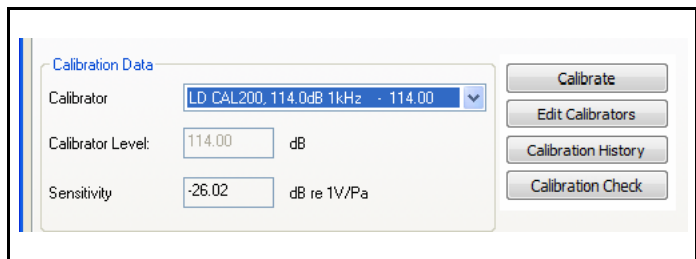 Calibration Data
Calibrator LD CAL200, 114.0dB 1kHz - 114.00
Calibrator Level: 114.00 dB
Sensitivity -26.02 dB re 1V/Pa
Calibrate
Edit Calibrators
Calibration History
Calibration Check